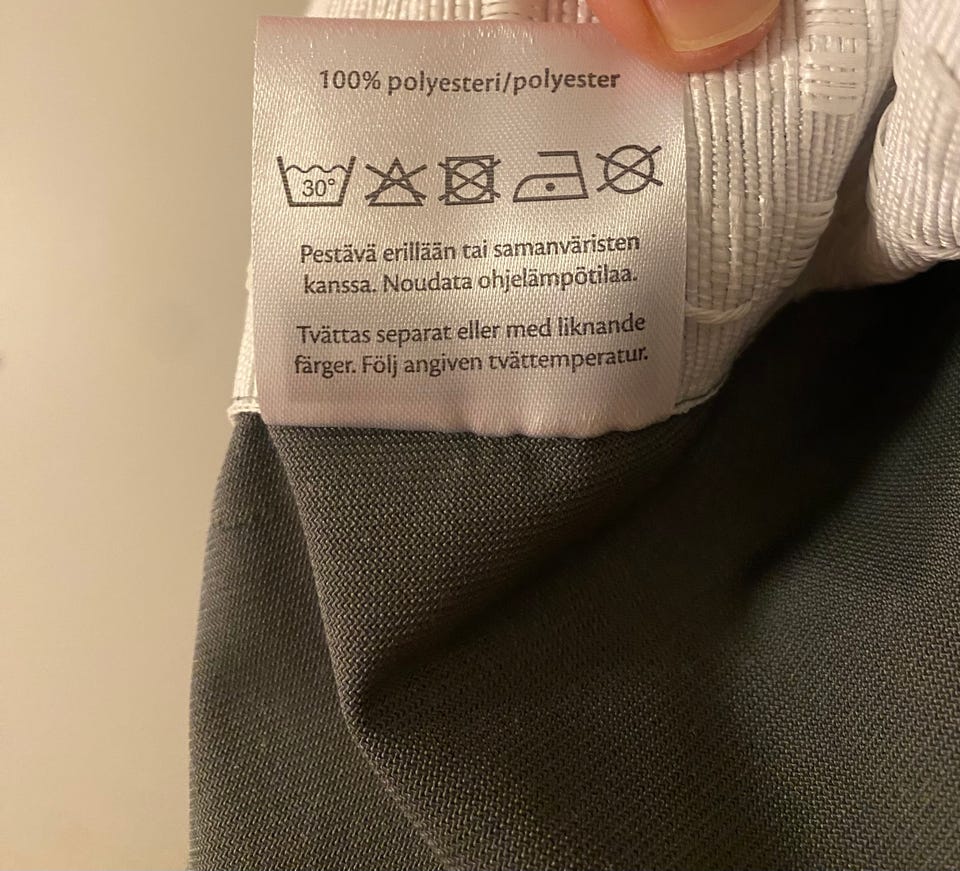 100% polyesteri/polyester
30°
Pestävä erillään tai samanväristen
kanssa. Noudata ohjelämpötilaa.
Tvättas separat eller med liknande
färger. Följ angiven tvättemperatur.